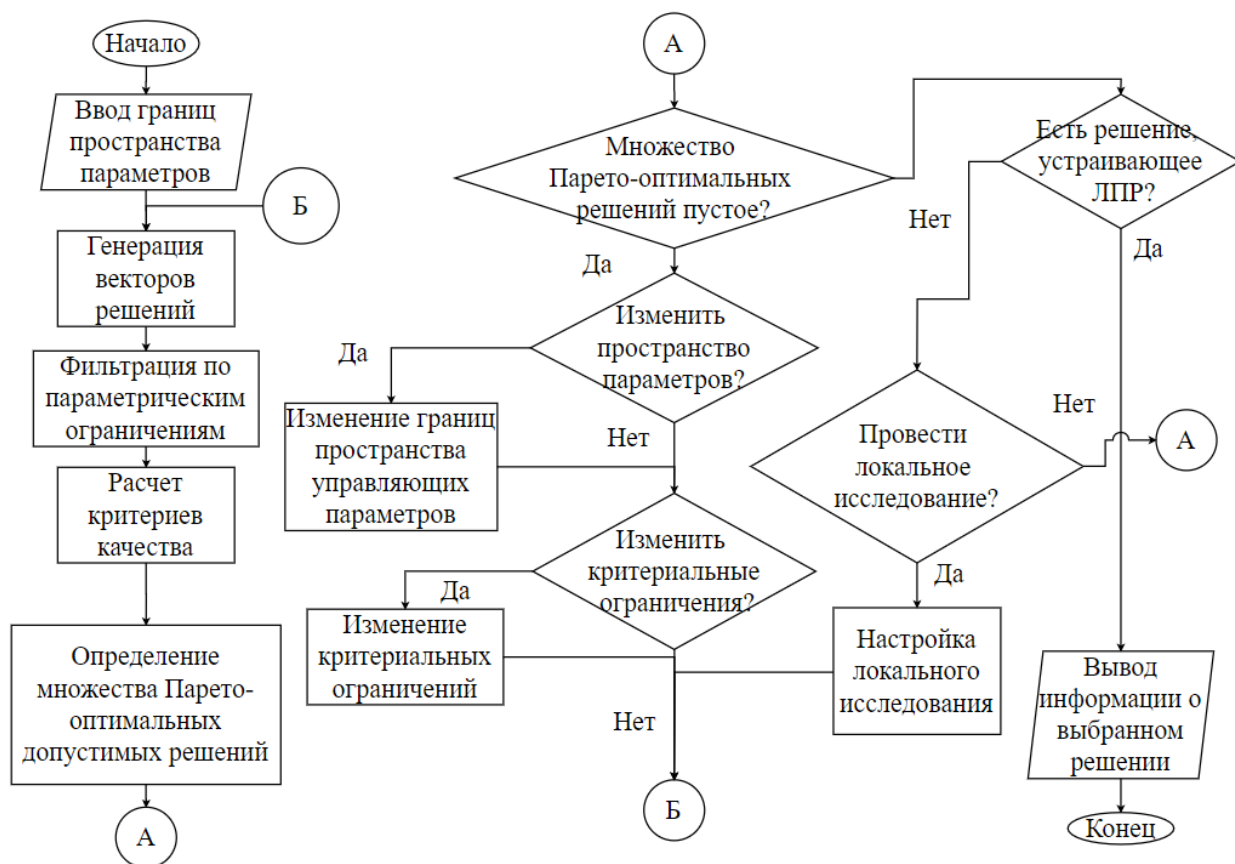 Начало
Ввод границ
пространства
параметров
Б
Генерация
векторов
решений
Фильтрация по
параметрическим
ограничениям
Расчет
критериев
качества
Определение
множества Парето-
оптимальных
допустимых решений
А
А
Множество
Парето-оптимальных
решений пустое?
Да
Изменить
пространство
параметров?
Да
Изменение границ
пространства
управляющих
параметров
Нет
Изменить
критериальные
ограничения?
Да
Изменение
критериальных
ограничений
Нет
Б
Есть решение,
устраивающее
ЛПР?
Нет
Да
Провести
локальное
исследование?
Нет
А
Да
Настройка
локального
исследования
Вывод
информации о
выбранном
решении
Конец